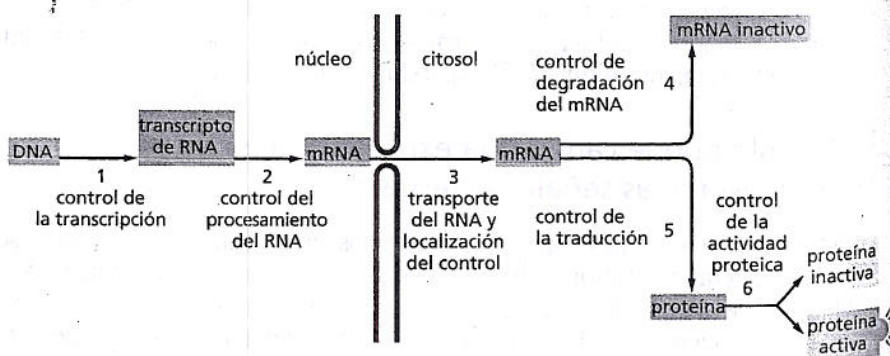 núcleo
citosol
mRNA inactivo
control de
degradación
del mRNA
4
DNA
transcripto
de RNA
mRNA
mRNA
1
control de
la transcripción
2
control del
procesamiento
del RNA
3
transporte
del RNA y
localización
del control
control de
la traducción
5
control
de la
actividad
proteica
6
proteína
proteína
inactiva
proteína
activa